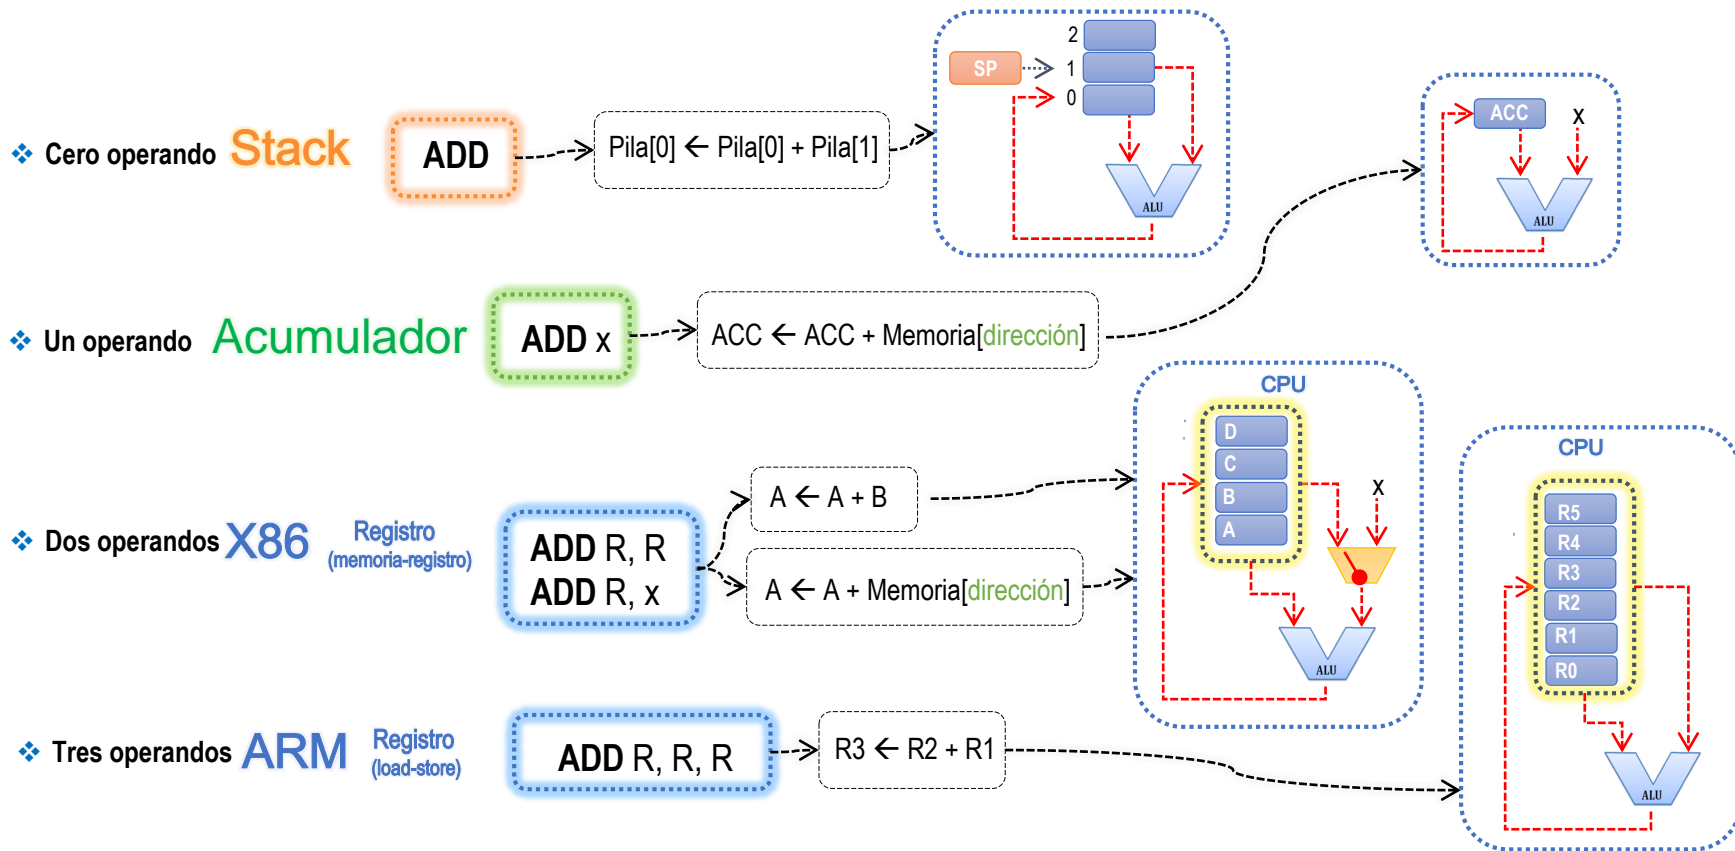 ❖ Cero operando Stack
ADD
Pila[0] ← Pila[0] + Pila[1]
SP
2
1
0
ALU
ACC
x
ALU
❖ Un operando Acumulador
ADD x
ACC ← ACC + Memoria[dirección]
❖ Dos operandos X86
Registro
(memoria-registro)
ADD R, R
ADD R, x
A ← A + B
A ← A + Memoria[dirección]
CPU
D
C
B
A
x
ALU
❖ Tres operandos ARM
Registro
(load-store)
ADD R, R, R
R3 ← R2 + R1
CPU
R5
R4
R3
R2
R1
R0
ALU